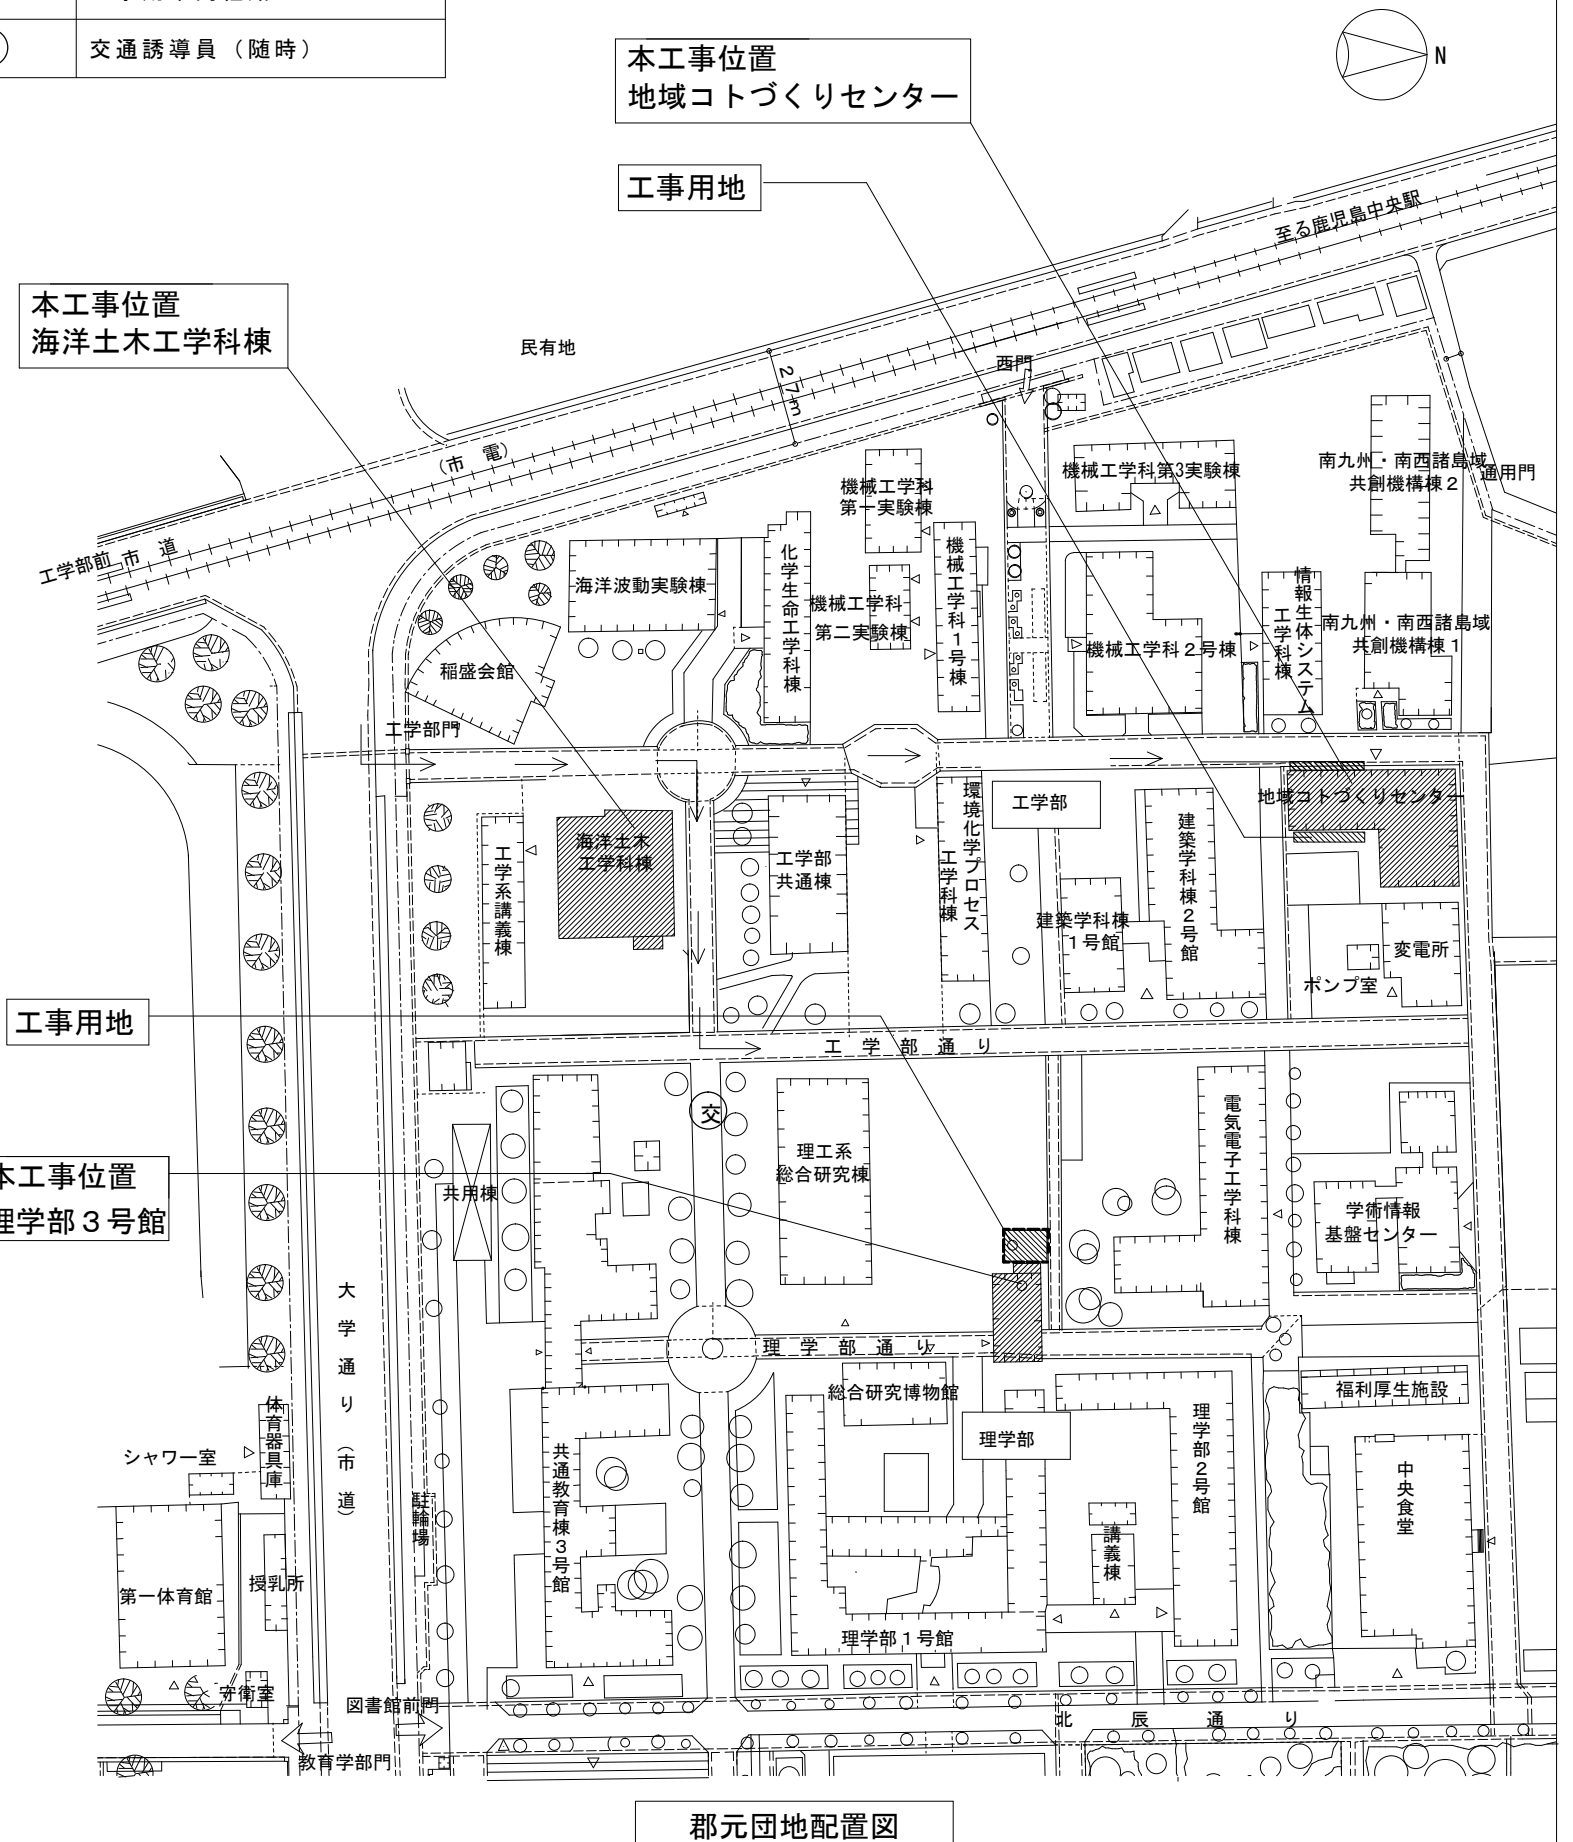 交通誘導員（随時）
本工事位置
地域コトづくりセンター
N
工事用地
至る鹿児島中央駅
本工事位置
海洋土木工学科棟
民有地
27m
西門
（市電）
機械工学科
第一実験棟
機械工学科第3実験棟
南九州・南西諸島域
共創機構棟２
通用門
工学部前
市道
海洋波動実験棟
化学生命工学科棟
機械工学科
第二実験棟
機械工学科１号棟
機械工学科２号棟
情報生体システム
工学科棟
南九州・南西諸島域
共創機構棟１
稲盛会館
工学部門
工学系講義棟
海洋土木
工学科棟
工学部
共通棟
環境化学プロセス
工学科棟
工学部
建築学科棟
１号館
建築学科棟２号館
地域コトづくりセンター
変電所
ポンプ室
工事用地
工学部通り
交
理工系
総合研究棟
電気電子工学科棟
学術情報
基盤センター
共用棟
本工事位置
理学部３号館
大学通り（市道）
理学部通り
総合研究博物館
福利厚生施設
体育器具庫
シャワー室
理学部
理学部２号館
中央食堂
共通教育棟３号館
駐輪場
講義棟
第一体育館
授乳所
理学部１号館
守衛室
図書館前門
北辰通り
教育学部門
郡元団地配置図